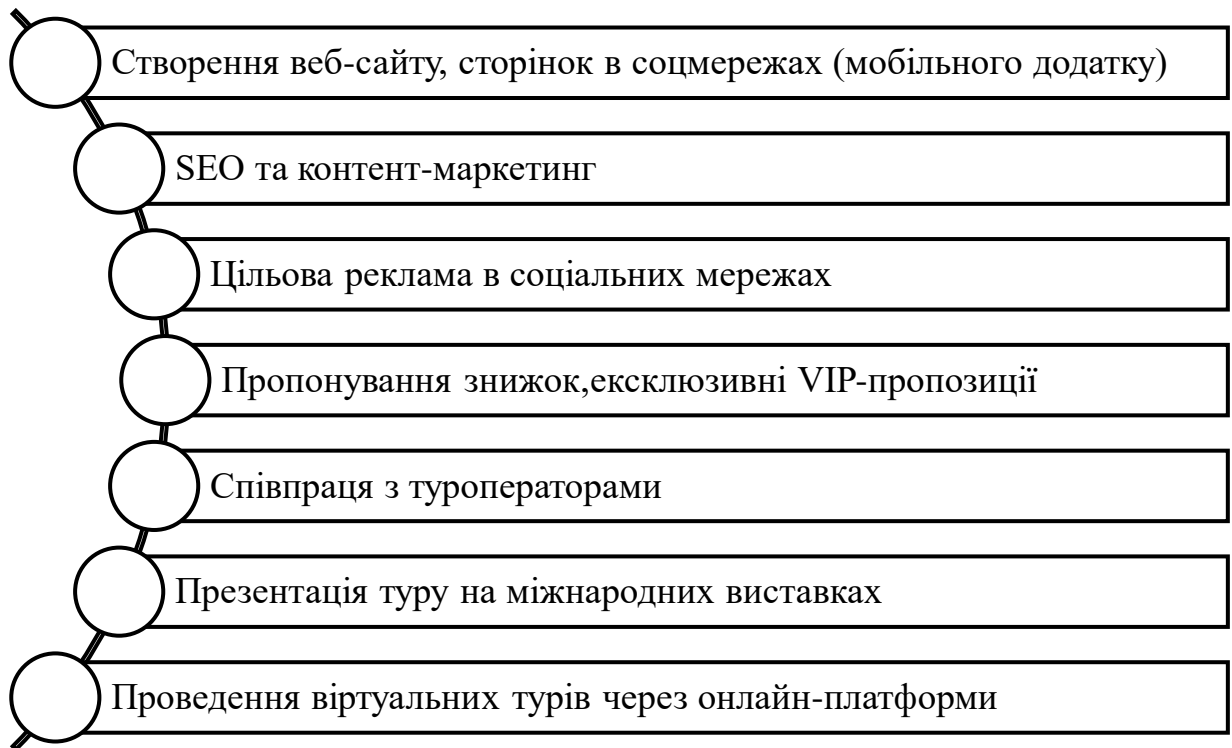 Створення веб-сайту, сторінок в соцмережах (мобільного додатку)
SEO та контент-маркетинг
Цільова реклама в соціальних мережах
Пропонування знижок,ексклюзивні VIP-пропозиції
Співпраця з туроператорами
Презентація туру на міжнародних виставках
Проведення віртуальних турів через онлайн-платформи